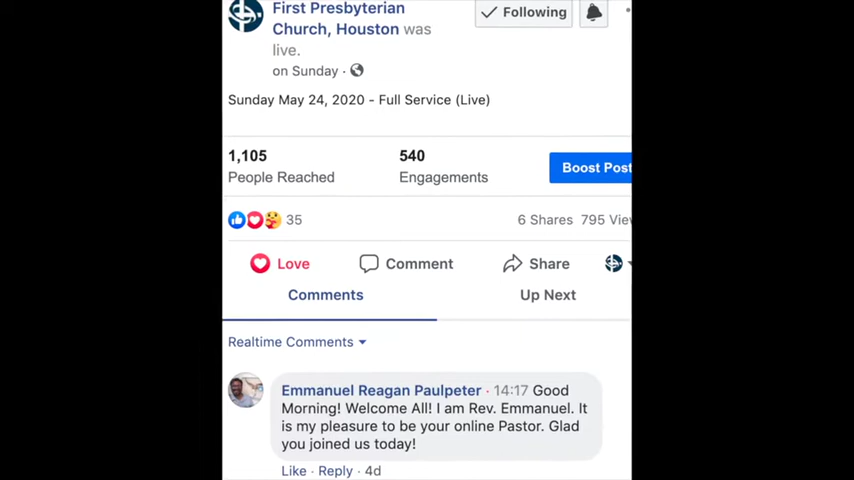 First Presbyterian
Following
Church, Houston was
live.
on Sunday ·
Sunday May 24, 2020 - Full Service (Live)
1,105
540
People Reached
Engagements
Boost Post
35
6 Shares 795
Love
Comment
Share
Comments
Up Next
Realtime Comments
Emmanuel Reagan Paulpeter · 14:17 Good
Morning! Welcome All! I am Rev. Emmanuel. It
is my pleasure to be your online Pastor. Glad
you joined us today!
Like · Reply · 4d